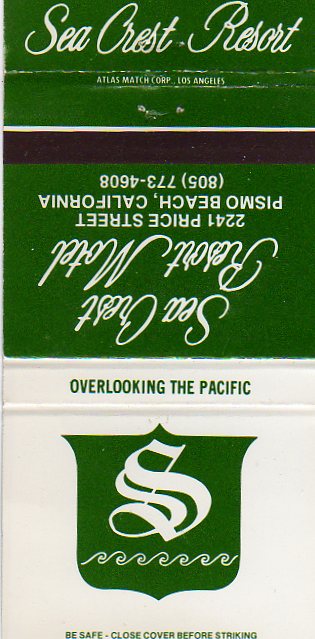 Sea Crest Resort
ATLAS MATCH CORP., LOS ANGELES
Sea Crest
Resort Motel
2241 PRICE STREET
PISMO BEACH, CALIFORNIA
(805) 773-4608
OVERLOOKING THE PACIFIC
S
BE SAFE - CLOSE COVER BEFORE STRIKING